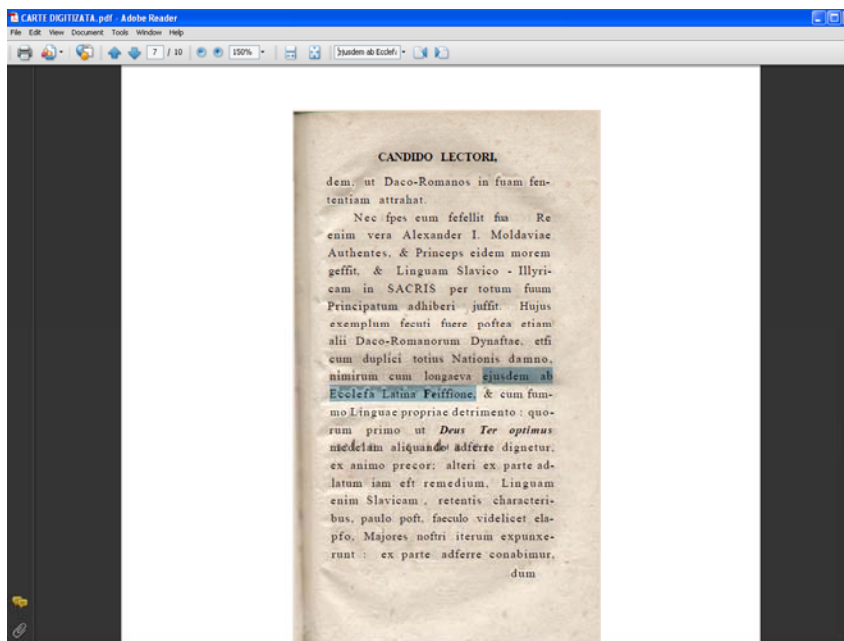 CARTE DIGITIZATA.pdf - Adobe Reader
File Edit View Document Tools Window Help
7 / 10 150% ejusdem ab Eccleſ
CANDIDO LECTORI,
dem, ut Daco-Romanos in fuam fen-
tentiam attrahat.
Nec fpes eum fefellit fua Re
enim vera Alexander I. Moldaviae
Authentes, & Princeps eidem morem
geffit, & Linguam Slavico - Illyri-
cam in SACRIS per totum fuum
Principatum adhiberi juffit. Hujus
exemplum fecuti fuere poftea etiam
alii Daco-Romanorum Dynaftae, etfi
cum duplici totius Nationis damno,
nimirum cum longaeva ejusdem ab
Ecclefa Latina Feiffione, & cum fum-
mo Linguae propriae detrimento : quo-
rum primo ut Deus Ter optimus
medelam aliquando adferre dignetur,
ex animo precor; alteri ex parte ad-
latum iam eft remedium, Linguam
enim Slavicam , retentis characteri-
bus, paulo poft, faeculo videlicet ela-
pfo, Majores noftri iterum expunxe-
runt : ex parte adferre conabimur,
dum